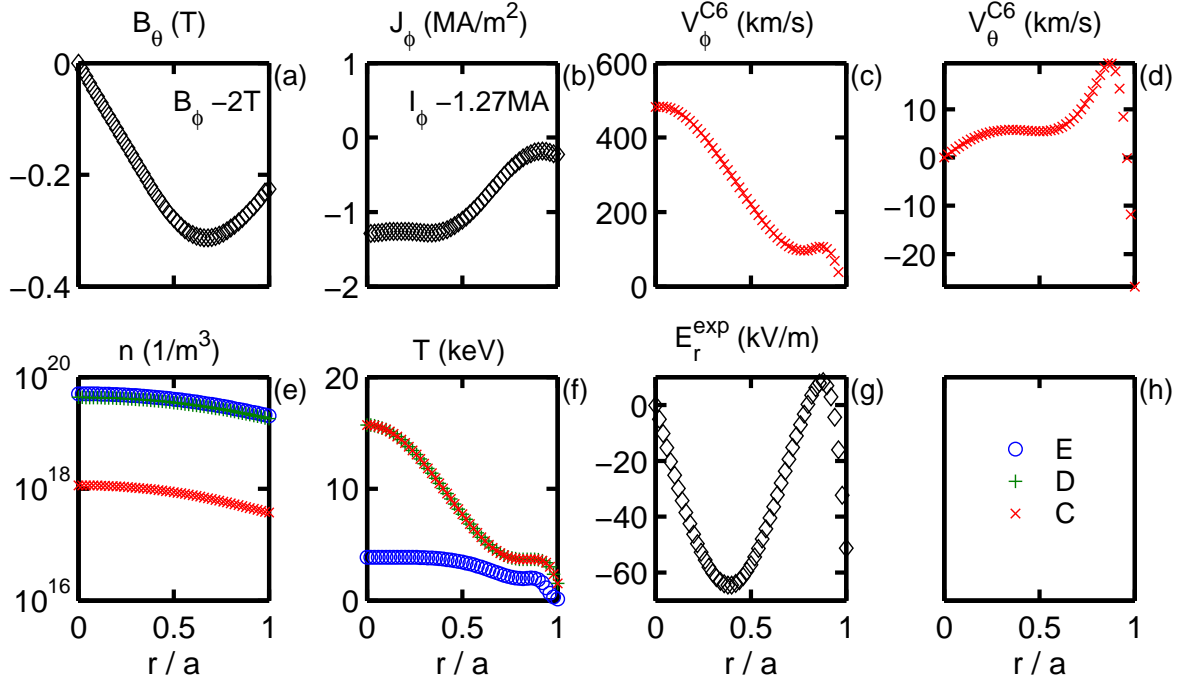 B_θ (T)
J_ϕ (MA/m^2)
V_ϕ^C6 (km/s)
V_θ^C6 (km/s)
0
−0.2
−0.4
(a)
B_ϕ −2T
1
0
−1
−2
(b)
I_ϕ −1.27MA
600
400
200
0
(c)
10
0
−10
−20
(d)
n (1/m^3)
T (keV)
E_r^exp (kV/m)
10^20
10^18
10^16
(e)
0 0.5 1
r / a
20
10
0
(f)
0 0.5 1
r / a
0
−20
−40
−60
(g)
0 0.5 1
r / a
(h)
E
D
C
0 0.5 1
r / a